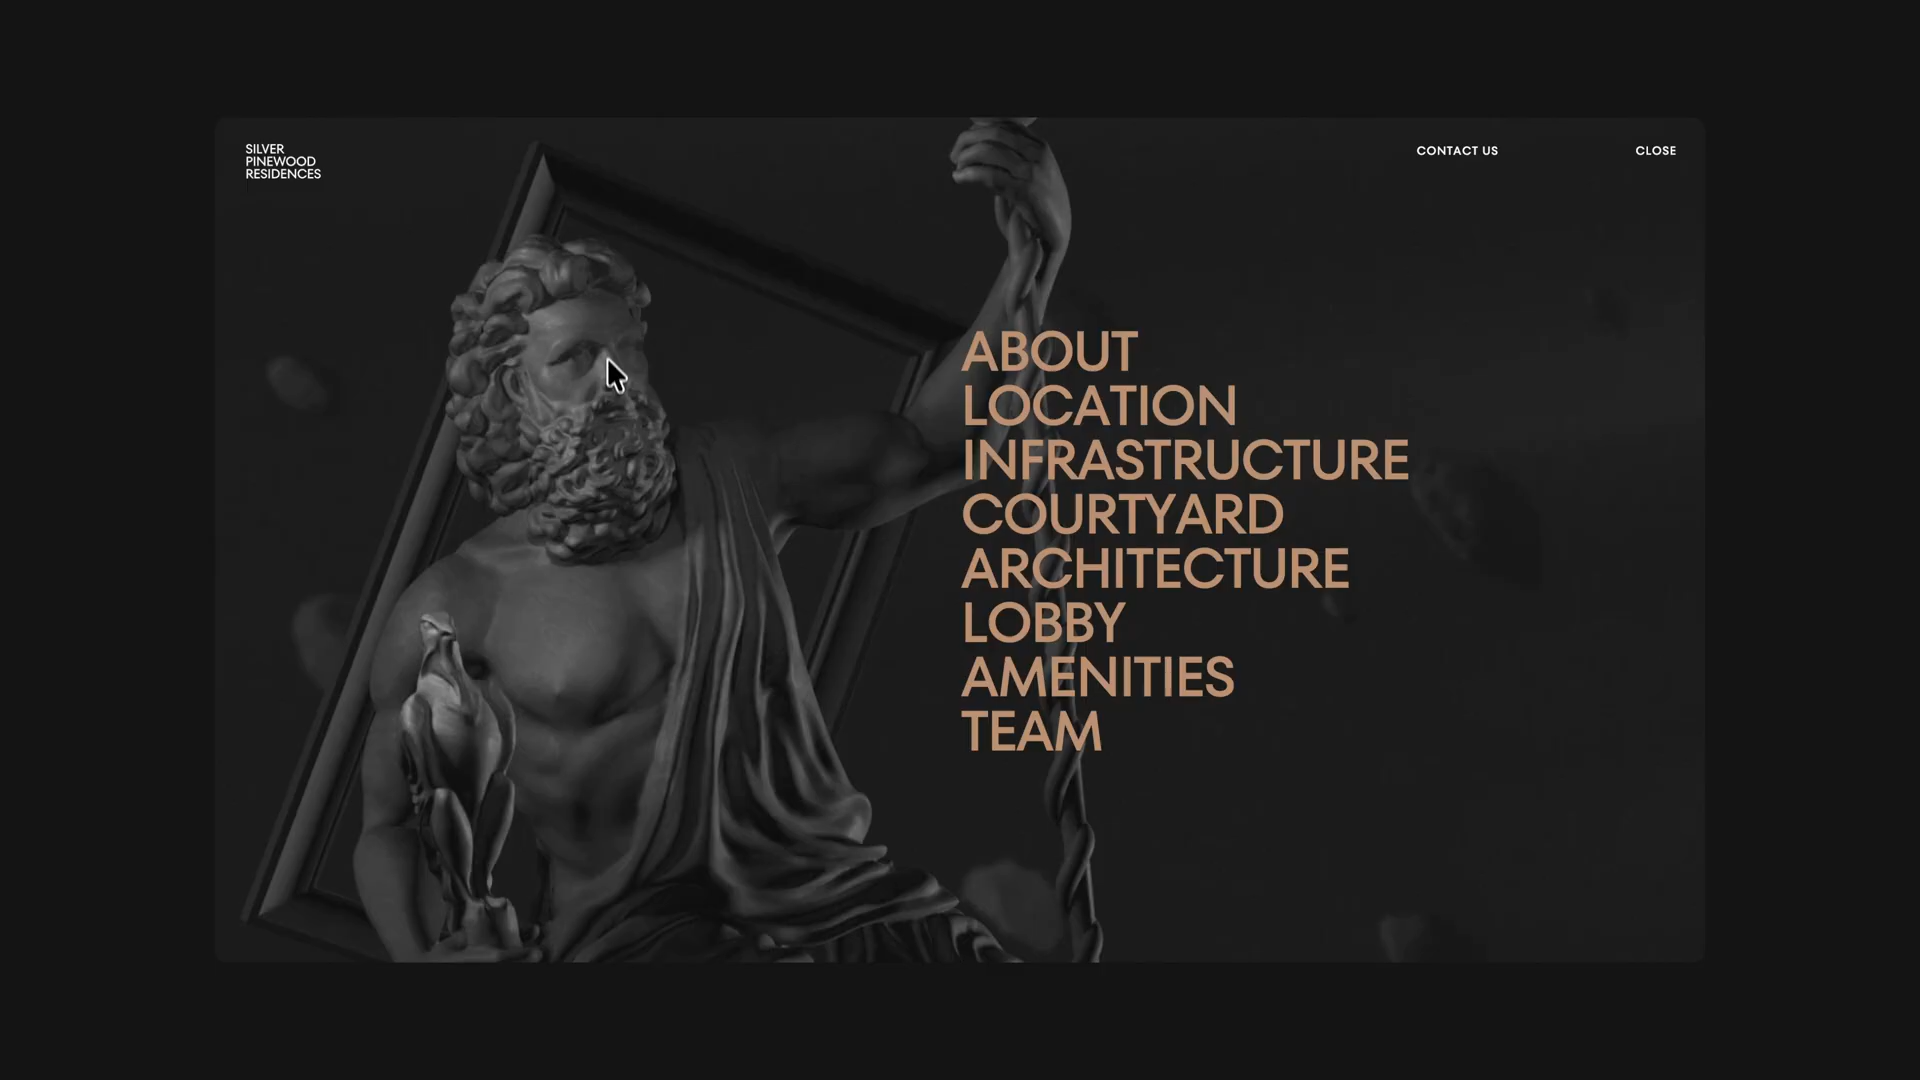 SILVER
PINEWOOD
RESIDENCES
CONTACT US
CLOSE
ABOUT
LOCATION
INFRASTRUCTURE
COURTYARD
ARCHITECTURE
LOBBY
AMENITIES
TEAM